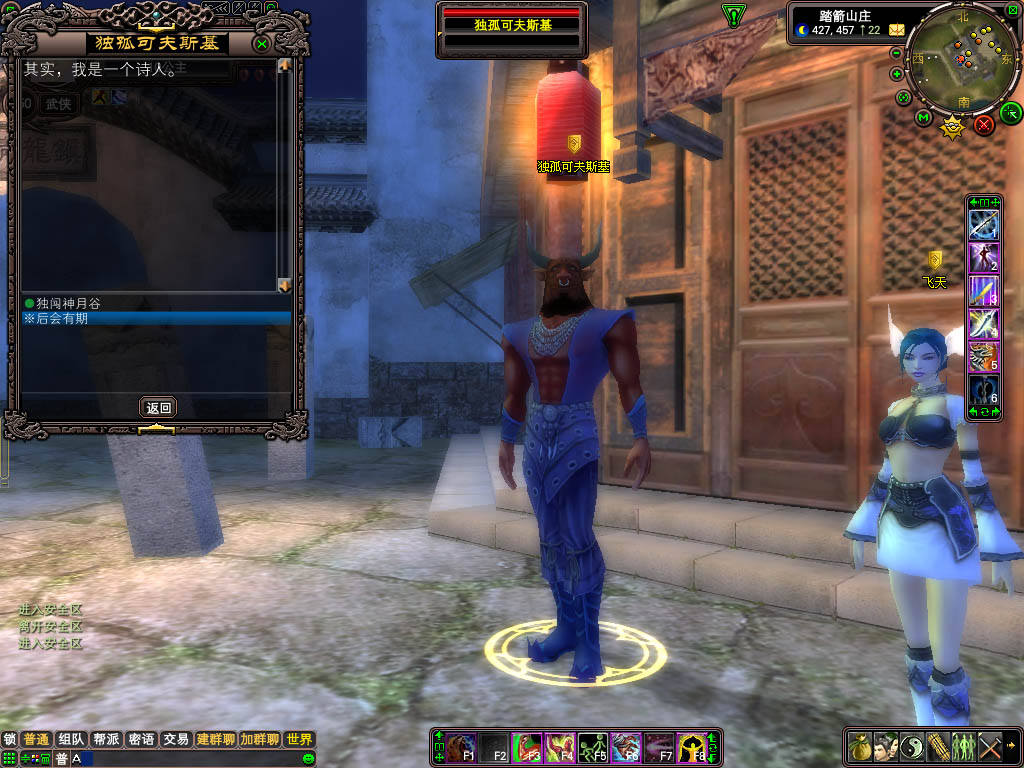 独孤可夫斯基
其实，我是一个诗人。
武侠
独闯神月谷
※后会有期
返回
独孤可夫斯基
独孤可夫斯基
飞天
踏箭山庄
427, 457 ↑22
北
西
东
南
M
2
3
5
6
进入安全区
离开安全区
进入安全区
锁 普通 组队 帮派 密语 交易 建群聊 加群聊 世界
普 A
F1 F2 F3 F4 F5 F6 F7 F8